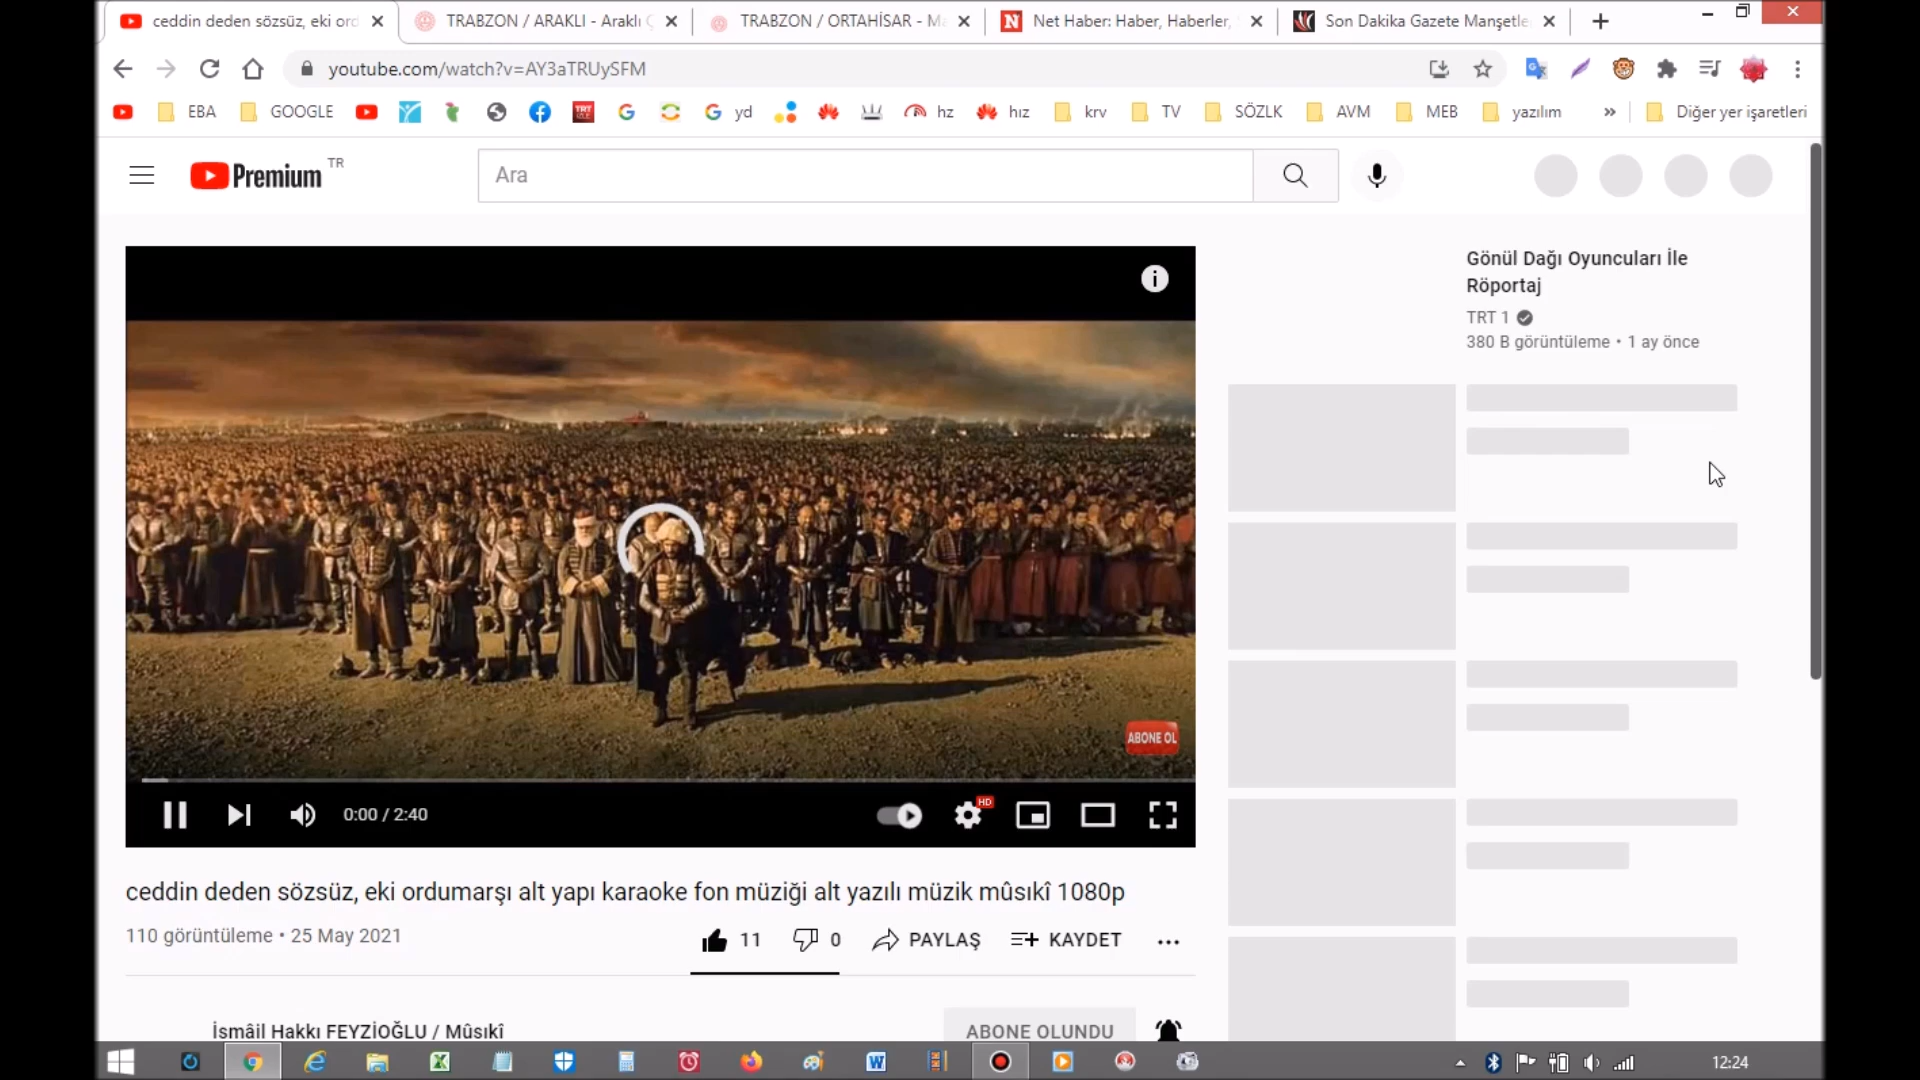 ceddin deden sözsüz, eki ord
TRABZON / ARAKLI - Araklı Ç
TRABZON / ORTAHİSAR - Ma
Net Haber: Haber, Haberler,
Son Dakika Gazete Manşetle
youtube.com/watch?v=AY3aTRUySFM
EBA GOOGLE yd hz hız krv TV SÖZLK AVM MEB yazılım » Diğer yer işaretleri
Premium TR
Ara
Gönül Dağı Oyuncuları İle
Röportaj
TRT 1
380 B görüntüleme • 1 ay önce
ABONE OL
0:00 / 2:40
HD
ceddin deden sözsüz, eki ordumarşı alt yapı karaoke fon müziği alt yazılı müzik mûsıkî 1080p
110 görüntüleme • 25 May 2021
11 0 PAYLAŞ KAYDET
İsmâil Hakkı FEYZİOĞLU / Mûsıkî
ABONE OLUNDU
12:24